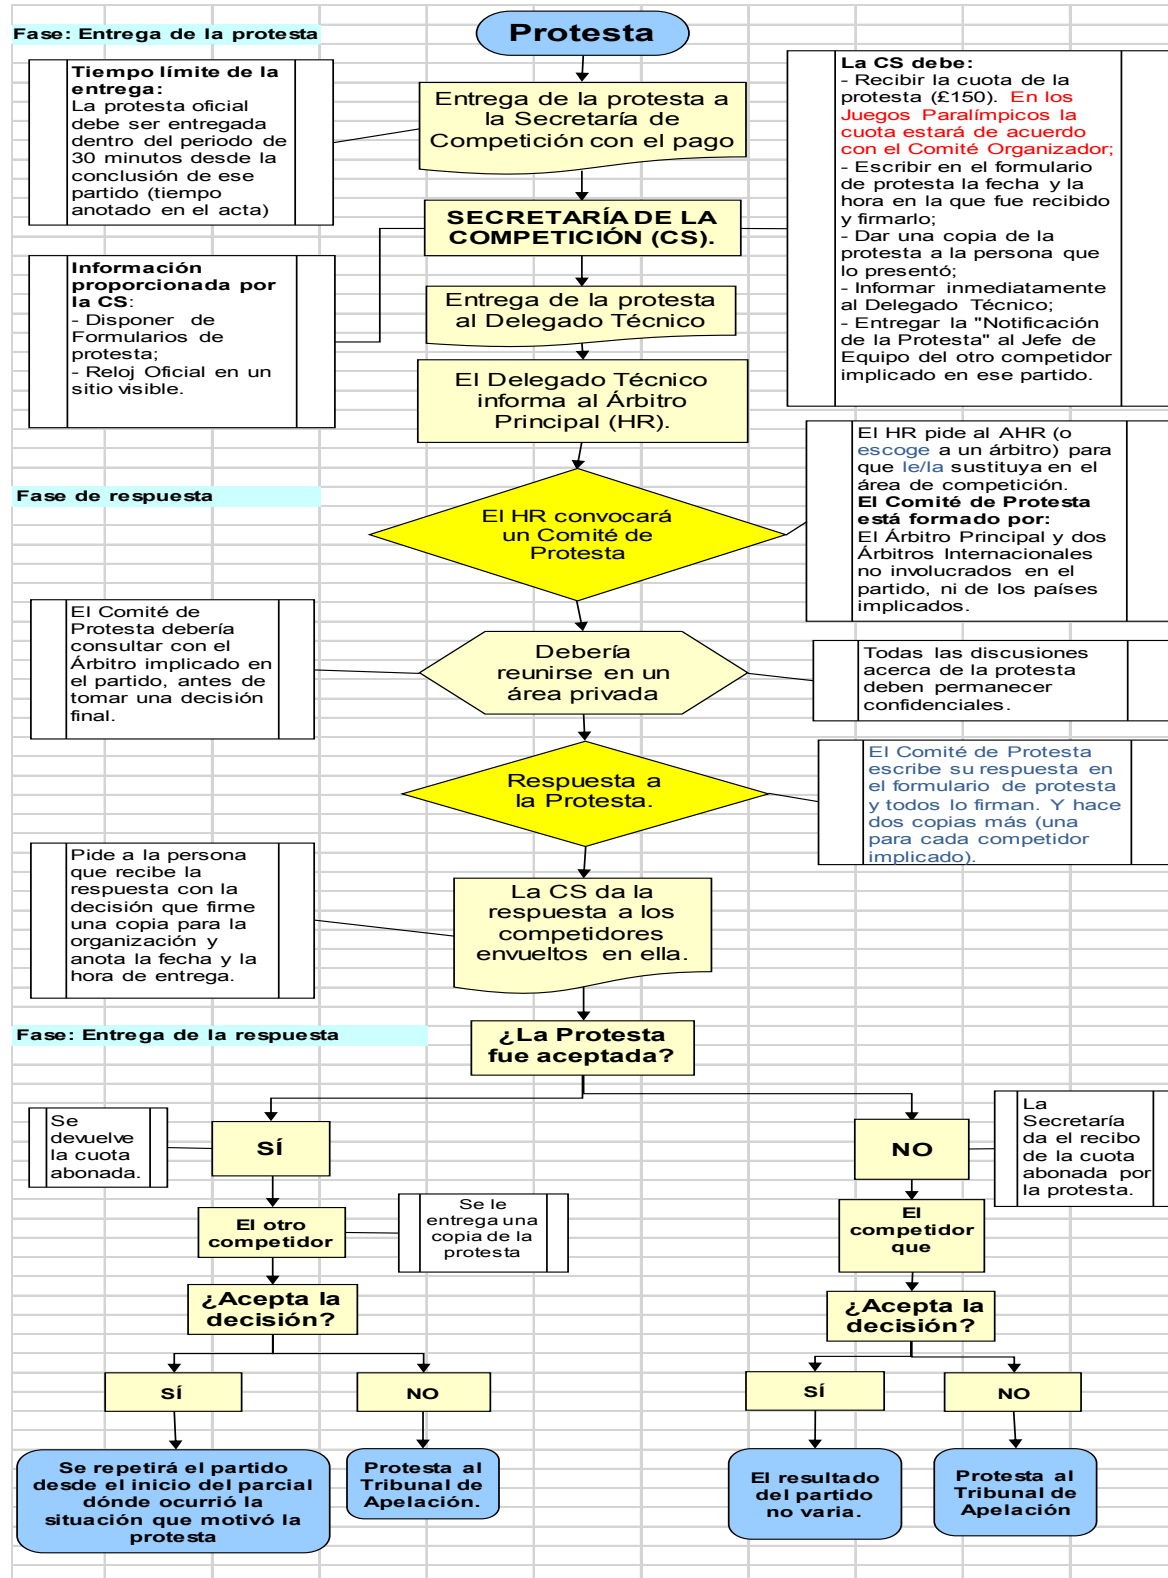 Protesta
Fase: Entrega de la protesta
Tiempo límite de la
entrega:
La protesta oficial
debe ser entregada
dentro del periodo de
30 minutos desde la
conclusión de ese
partido (tiempo
anotado en el acta)
Entrega de la protesta a
la Secretaría de
Competición con el pago
La CS debe:
- Recibir la cuota de la
protesta (£150). En los
Juegos Paralímpicos la
cuota estará de acuerdo
con el Comité Organizador;
- Escribir en el formulario
de protesta la fecha y la
hora en la que fue recibido
y firmarlo;
- Dar una copia de la
protesta a la persona que
lo presentó;
- Informar inmediatamente
al Delegado Técnico;
- Entregar la "Notificación
de la Protesta" al Jefe de
Equipo del otro competidor
implicado en ese partido.
SECRETARÍA DE LA
COMPETICIÓN (CS).
Información
proporcionada por
la CS:
- Disponer de
Formularios de
protesta;
- Reloj Oficial en un
sitio visible.
Entrega de la protesta
al Delegado Técnico
El Delegado Técnico
informa al Árbitro
Principal (HR).
Fase de respuesta
El HR convocará
un Comité de
Protesta
El HR pide al AHR (o
escoge a un árbitro) para
que le/la sustituya en el
área de competición.
El Comité de Protesta
está formado por:
El Árbitro Principal y dos
Árbitros Internacionales
no involucrados en el
partido, ni de los países
implicados.
El Comité de
Protesta debería
consultar con el
Árbitro implicado en
el partido, antes de
tomar una decisión
final.
Debería
reunirse en un
área privada
Todas las discusiones
acerca de la protesta
deben permanecer
confidenciales.
Respuesta a
la Protesta.
El Comité de Protesta
escribe su respuesta en
el formulario de protesta
y todos lo firman. Y hace
dos copias más (una
para cada competidor
implicado).
Pide a la persona
que recibe la
respuesta con la
decisión que firme
una copia para la
organización y
anota la fecha y la
hora de entrega.
La CS da la
respuesta a los
competidores
envueltos en ella.
Fase: Entrega de la respuesta
¿La Protesta
fue aceptada?
Se
devuelve
la cuota
abonada.
SÍ
NO
La
Secretaría
da el recibo
de la cuota
abonada por
la protesta.
El otro
competidor
Se le
entrega una
copia de la
protesta
El
competidor
que
¿Acepta la
decisión?
¿Acepta la
decisión?
SÍ
NO
SÍ
NO
Se repetirá el partido
desde el inicio del parcial
dónde ocurrió la
situación que motivó la
protesta
Protesta al
Tribunal de
Apelación.
El resultado
del partido
no varia.
Protesta al
Tribunal de
Apelación